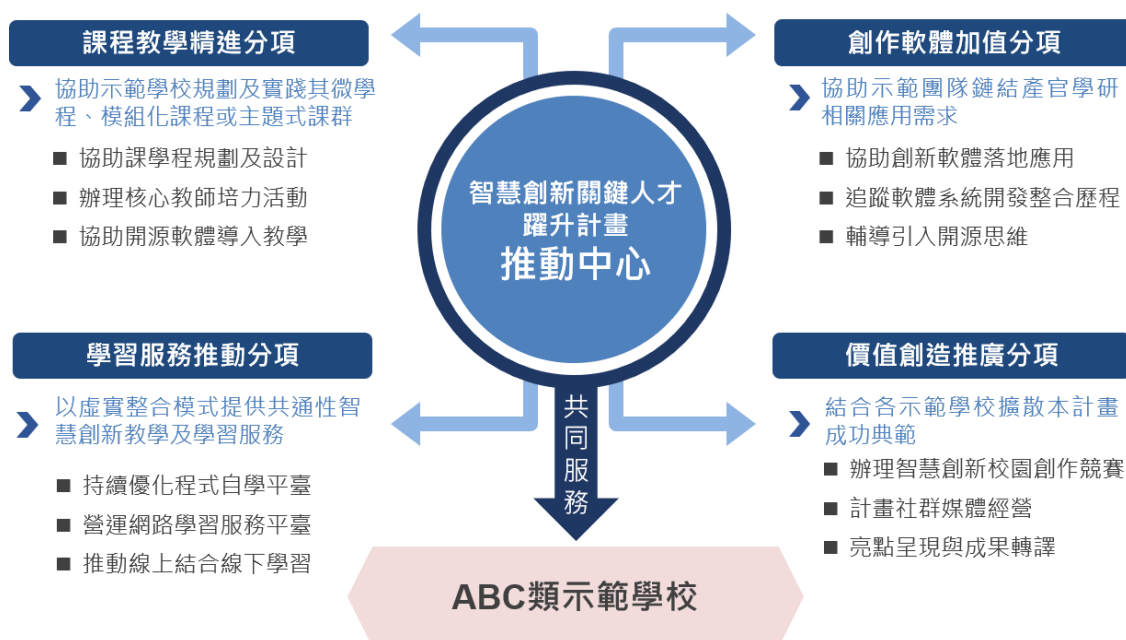 課程教學精進分項
協助示範學校規劃及實踐其微學
程、模組化課程或主題式課群
■ 協助課學程規劃及設計
■ 辦理核心教師培力活動
■ 協助開源軟體導入教學
創作軟體加值分項
協助示範團隊鏈結產官學研
相關應用需求
■ 協助創新軟體落地應用
■ 追蹤軟體系統開發整合歷程
■ 輔導引入開源思維
智慧創新關鍵人才
躍升計畫
推動中心
學習服務推動分項
以虛實整合模式提供共通性智
慧創新教學及學習服務
■ 持續優化程式自學平臺
■ 營運網路學習服務平臺
■ 推動線上結合線下學習
價值創造推廣分項
結合各示範學校擴散本計畫
成功典範
■ 辦理智慧創新校園創作競賽
■ 計畫社群媒體經營
■ 亮點呈現與成果轉譯
共同服務
ABC類示範學校